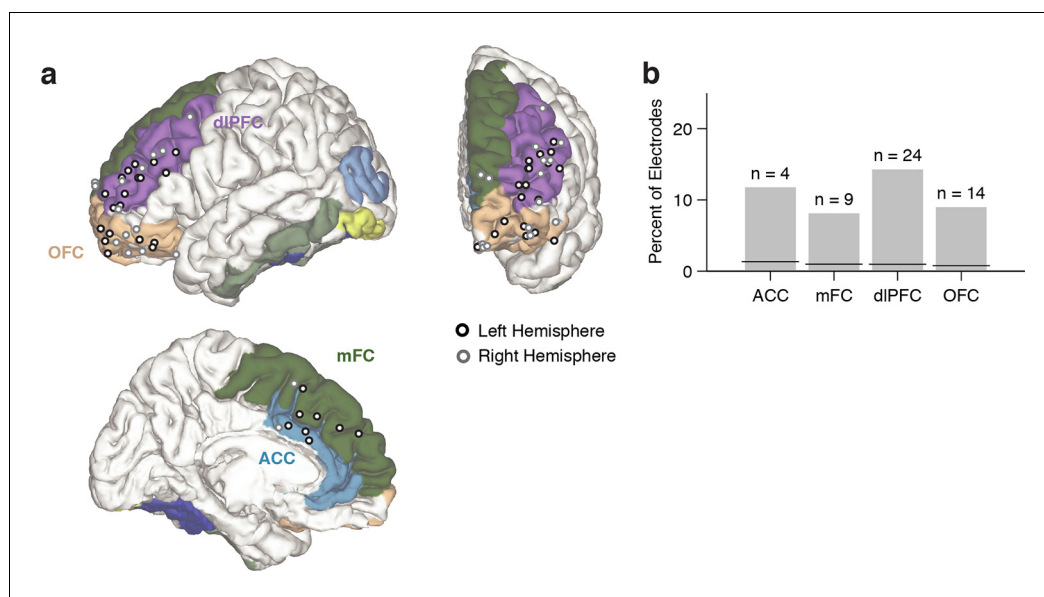 a
dlPFC
OFC
mFC
ACC
Left Hemisphere
Right Hemisphere
b
Percent of Electrodes
20
10
0
n = 4
n = 9
n = 24
n = 14
ACC
mFC
dlPFC
OFC